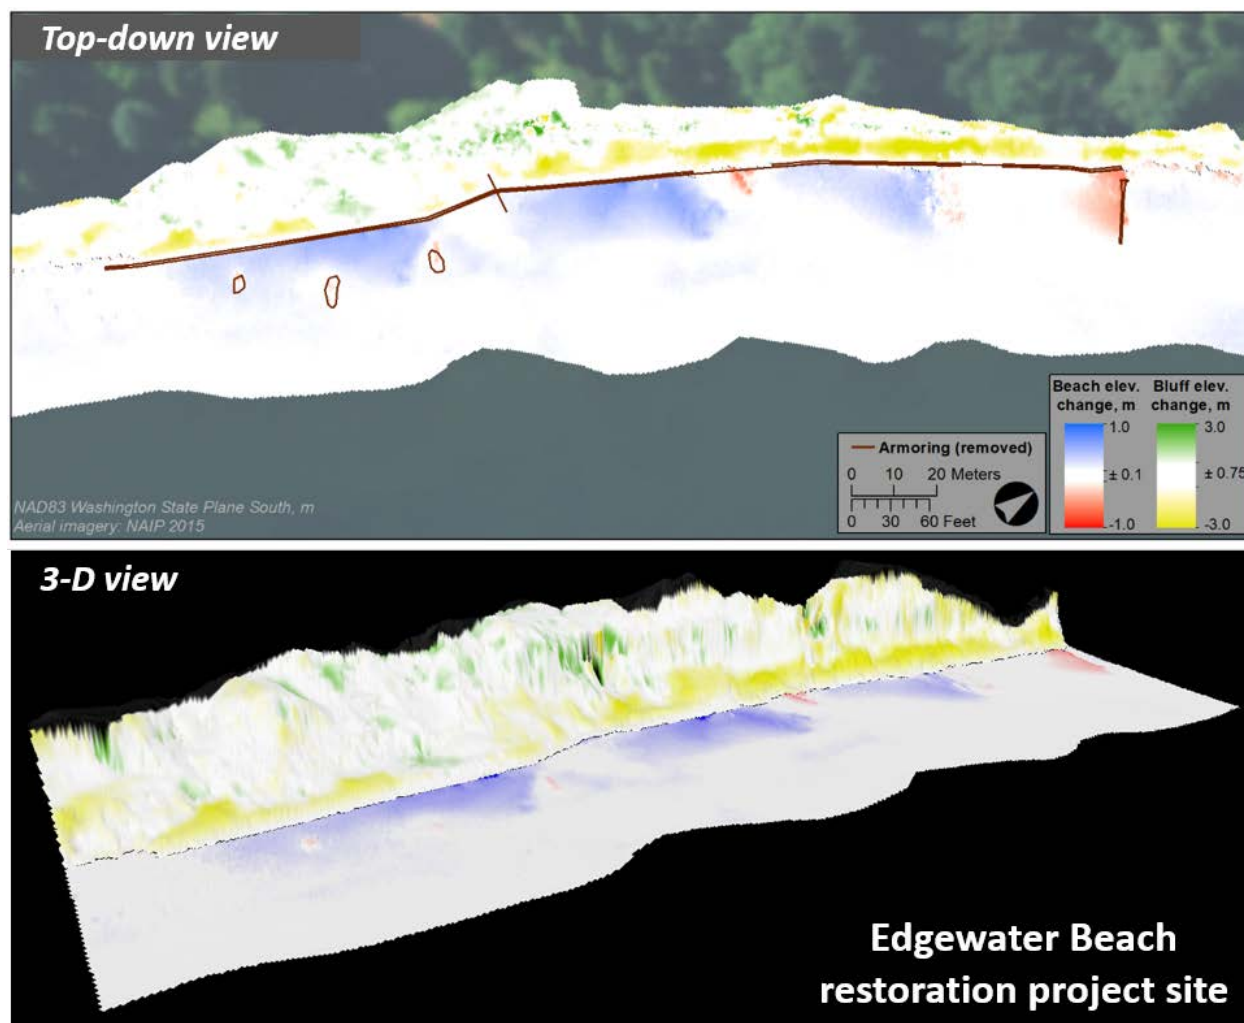 Top-down view
Beach elev. Bluff elev.
change, m change, m
1.0 3.0
± 0.1 ± 0.75
-1.0 -3.0
Armoring (removed)
0 10 20 Meters
0 30 60 Feet
NAD83 Washington State Plane South, m
Aerial imagery: NAIP 2015
3-D view
Edgewater Beach
restoration project site